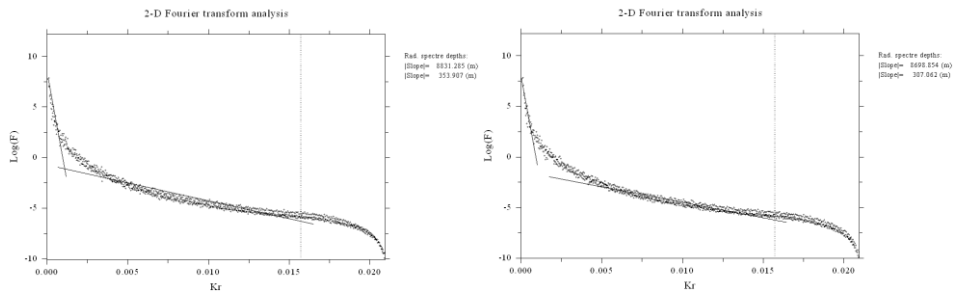 2-D Fourier transform analysis
Rad. spectre depths:
|Slope|= 8831.285 (m)
|Slope|= 353.907 (m)
10
5
0
-5
-10
Log(F)
0.000 0.005 0.010 0.015 0.020
Kr
2-D Fourier transform analysis
Rad. spectre depths:
|Slope|= 8698.854 (m)
|Slope|= 307.062 (m)
10
5
0
-5
-10
Log(F)
0.000 0.005 0.010 0.015 0.020
Kr